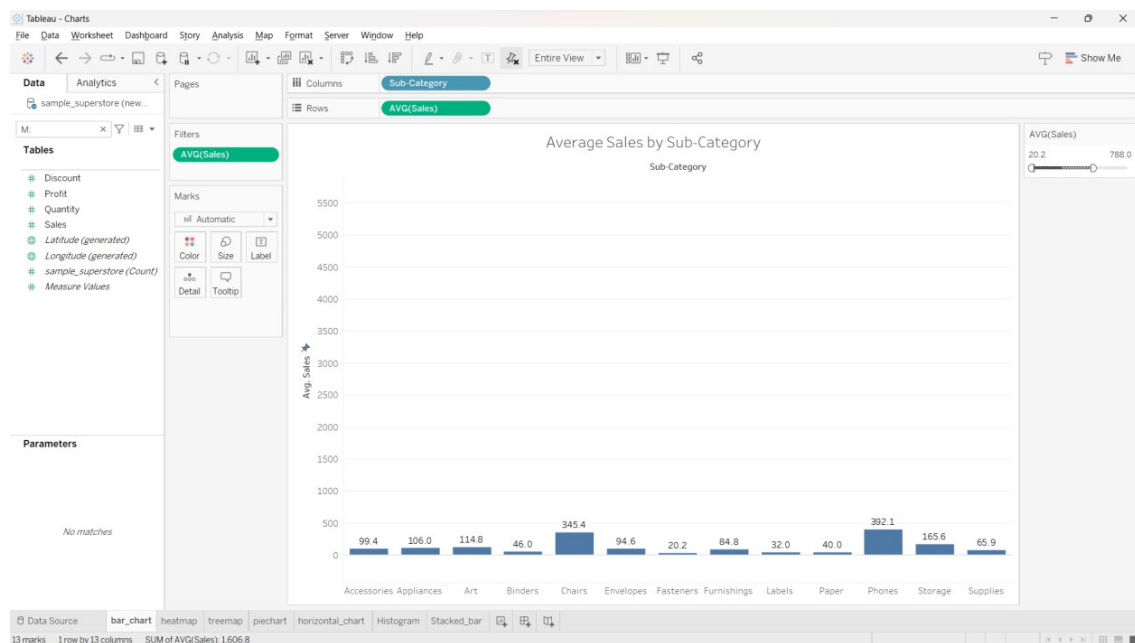 Tableau - Charts
File Data Worksheet Dashboard Story Analysis Map Format Server Window Help
Entire View
Show Me
Data Analytics
sample_superstore (new...
M:
Tables
Discount
Profit
Quantity
Sales
Latitude (generated)
Longitude (generated)
sample_superstore (Count)
Measure Values
Parameters
No matches
Pages
Filters
AVG(Sales)
Marks
Automatic
Color Size Label
Detail Tooltip
Columns Sub-Category
Rows AVG(Sales)
Average Sales by Sub-Category
Sub-Category
Avg. Sales
5500
5000
4500
4000
3500
3000
2500
2000
1500
1000
500
0
99.4 106.0 114.8 46.0 345.4 94.6 20.2 84.8 32.0 40.0 392.1 165.6 65.9
Accessories Appliances Art Binders Chairs Envelopes Fasteners Furnishings Labels Paper Phones Storage Supplies
AVG(Sales)
20.2 788.0
Data Source bar_chart heatmap treemap piechart horizontal_chart Histogram Stacked_bar
13 marks 1 row by 13 columns SUM of AVG(Sales): 1,606.8